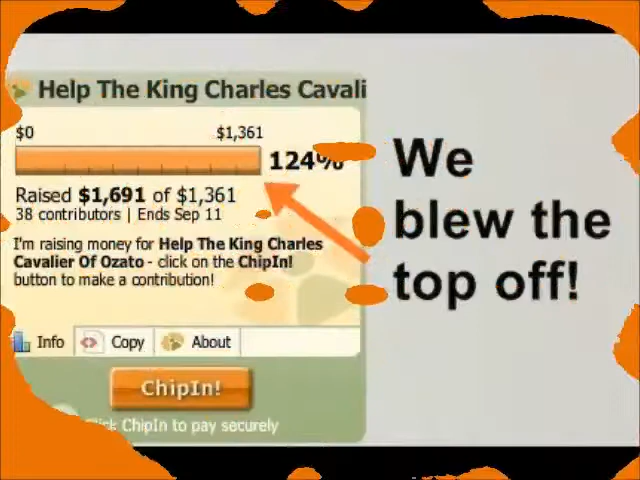 Help The King Charles Cavali
$0 $1,361
124%
Raised $1,691 of $1,361
38 contributors | Ends Sep 11
I'm raising money for Help The King Charles
Cavalier Of Ozato - click on the ChipIn!
button to make a contribution!
Info Copy About
ChipIn!
Click ChipIn to pay securely
We
blew the
top off!